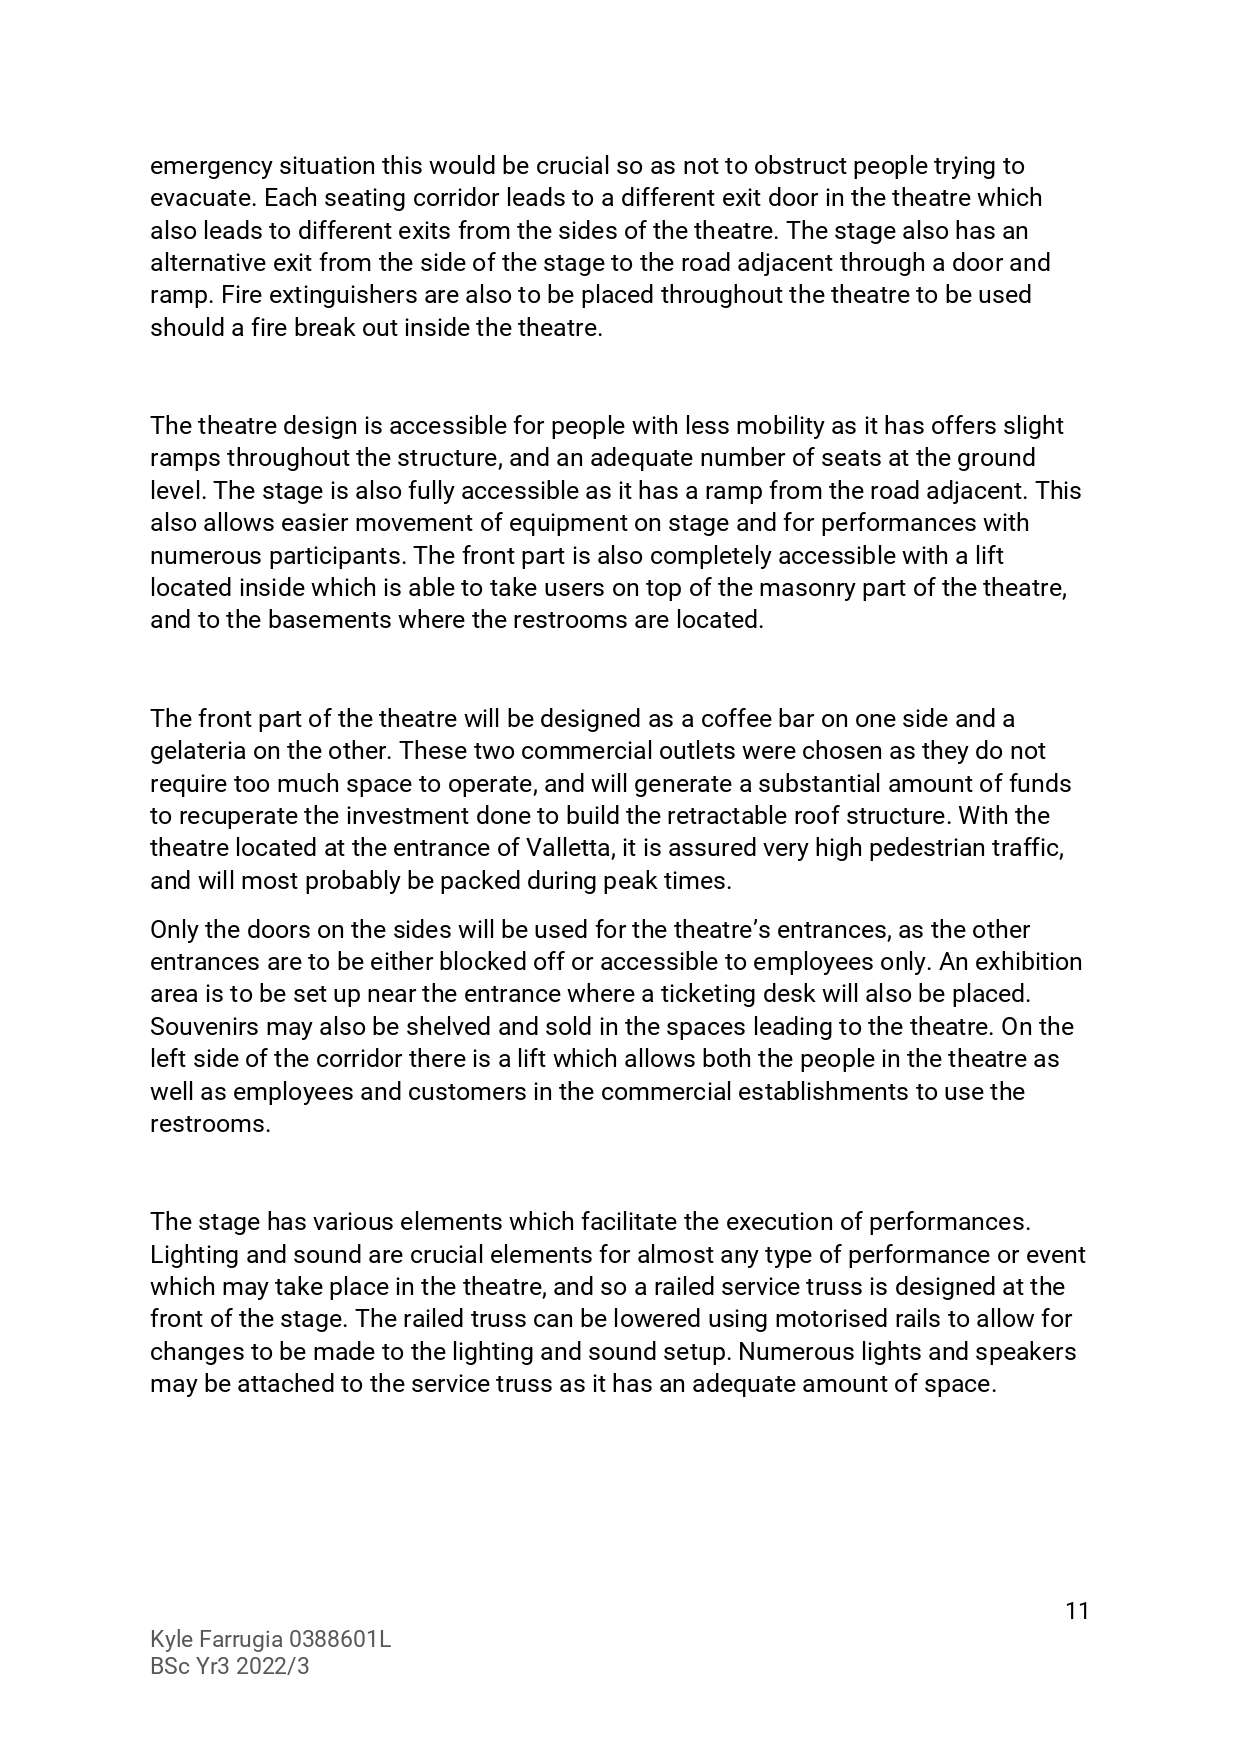 emergency situation this would be crucial so as not to obstruct people trying to
evacuate. Each seating corridor leads to a different exit door in the theatre which
also leads to different exits from the sides of the theatre. The stage also has an
alternative exit from the side of the stage to the road adjacent through a door and
ramp. Fire extinguishers are also to be placed throughout the theatre to be used
should a fire break out inside the theatre.
The theatre design is accessible for people with less mobility as it has offers slight
ramps throughout the structure, and an adequate number of seats at the ground
level. The stage is also fully accessible as it has a ramp from the road adjacent. This
also allows easier movement of equipment on stage and for performances with
numerous participants. The front part is also completely accessible with a lift
located inside which is able to take users on top of the masonry part of the theatre,
and to the basements where the restrooms are located.
The front part of the theatre will be designed as a coffee bar on one side and a
gelateria on the other. These two commercial outlets were chosen as they do not
require too much space to operate, and will generate a substantial amount of funds
to recuperate the investment done to build the retractable roof structure. With the
theatre located at the entrance of Valletta, it is assured very high pedestrian traffic,
and will most probably be packed during peak times.
Only the doors on the sides will be used for the theatre’s entrances, as the other
entrances are to be either blocked off or accessible to employees only. An exhibition
area is to be set up near the entrance where a ticketing desk will also be placed.
Souvenirs may also be shelved and sold in the spaces leading to the theatre. On the
left side of the corridor there is a lift which allows both the people in the theatre as
well as employees and customers in the commercial establishments to use the
restrooms.
The stage has various elements which facilitate the execution of performances.
Lighting and sound are crucial elements for almost any type of performance or event
which may take place in the theatre, and so a railed service truss is designed at the
front of the stage. The railed truss can be lowered using motorised rails to allow for
changes to be made to the lighting and sound setup. Numerous lights and speakers
may be attached to the service truss as it has an adequate amount of space.
11
Kyle Farrugia 0388601L
BSc Yr3 2022/3